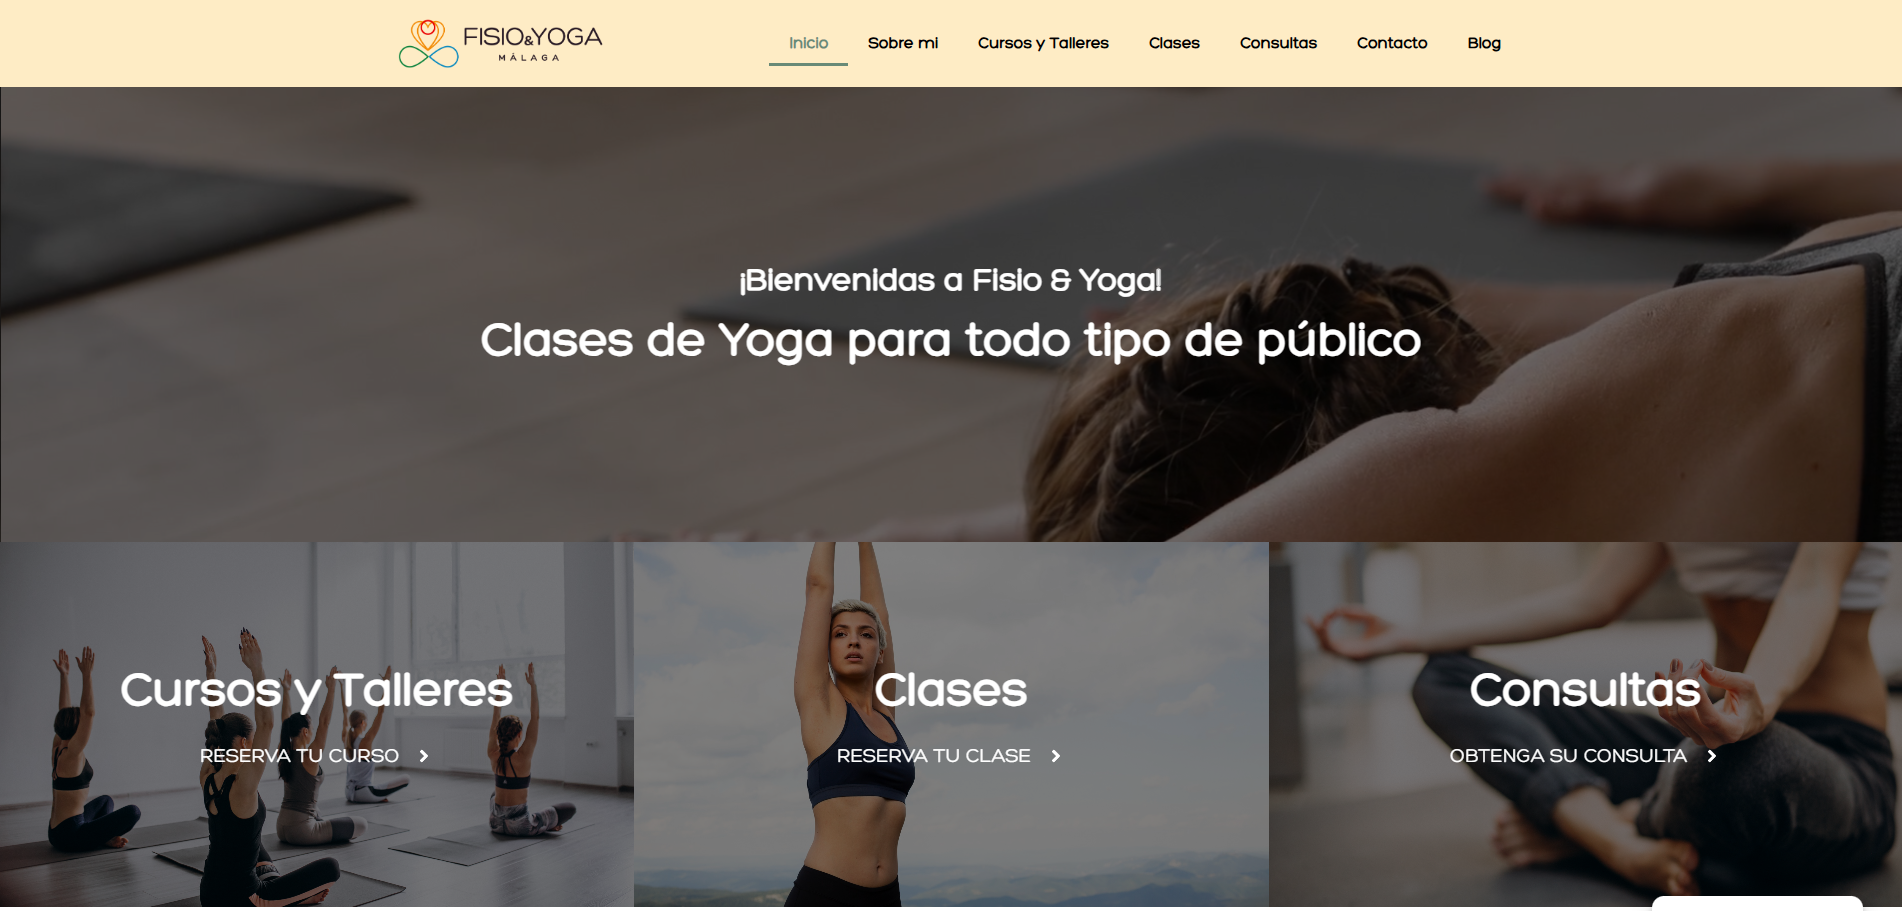 FISIO&YOGA
MÁLAGA
Inicio
Sobre mi
Cursos y Talleres
Clases
Consultas
Contacto
Blog
¡Bienvenidas a Fisio & Yoga!
Clases de Yoga para todo tipo de público
Cursos y Talleres
RESERVA TU CURSO
Clases
RESERVA TU CLASE
Consultas
OBTENGA SU CONSULTA